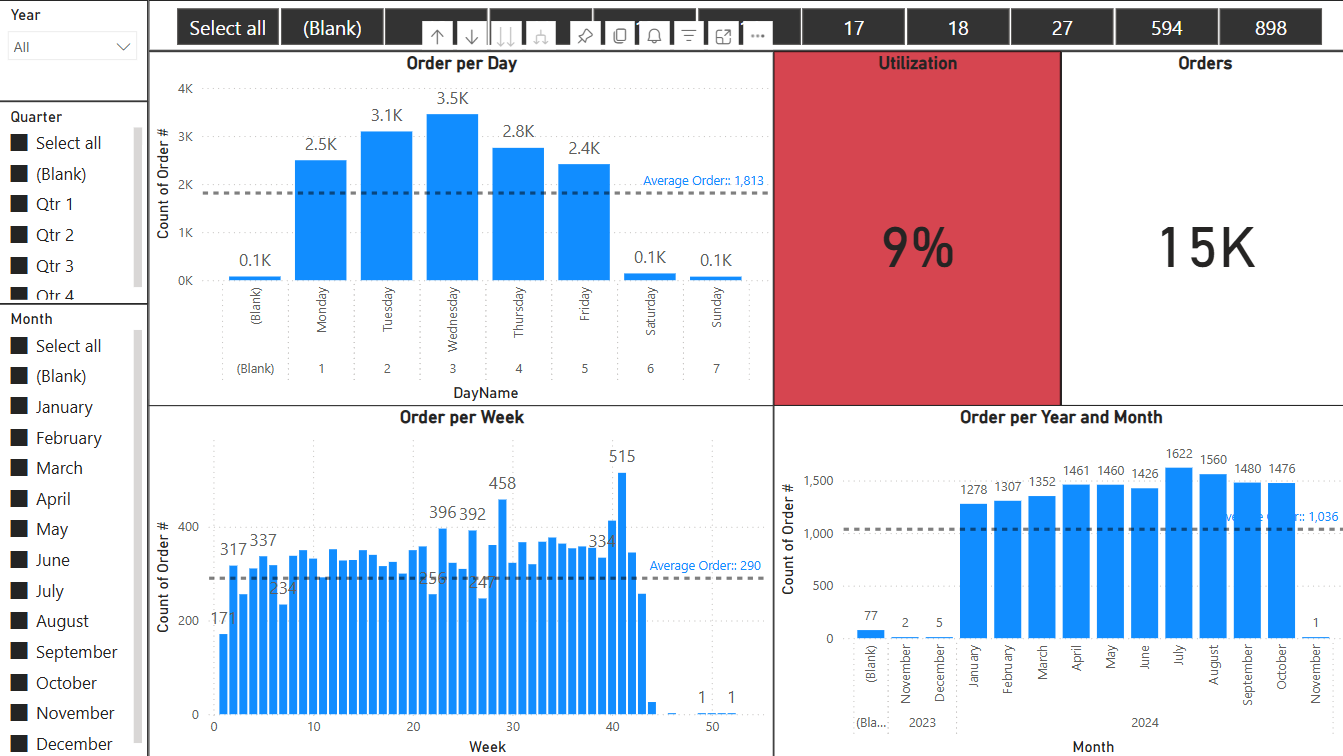 Year
All
Select all (Blank) 17 18 27 594 898
Quarter
Select all
(Blank)
Qtr 1
Qtr 2
Qtr 3
Qtr 4
Month
Select all
(Blank)
January
February
March
April
May
June
July
August
September
October
November
December
Order per Day
Count of Order #
4K
3K
2K
1K
0K
0.1K 2.5K 3.1K 3.5K 2.8K 2.4K 0.1K 0.1K
Average Order:: 1,813
(Blank) Monday Tuesday Wednesday Thursday Friday Saturday Sunday
(Blank) 1 2 3 4 5 6 7
DayName
Utilization
9%
Orders
15K
Order per Week
Count of Order #
400
200
0
171 317 337 234 256 396 392 247 458 334 515 1 1
Average Order:: 290
0 10 20 30 40 50
Week
Order per Year and Month
Count of Order #
1,500
1,000
500
0
77 2 5 1278 1307 1352 1461 1460 1426 1622 1560 1480 1476 1
1,036
(Blank) November December January February March April May June July August September October November
(Bla... 2023 2024
Month